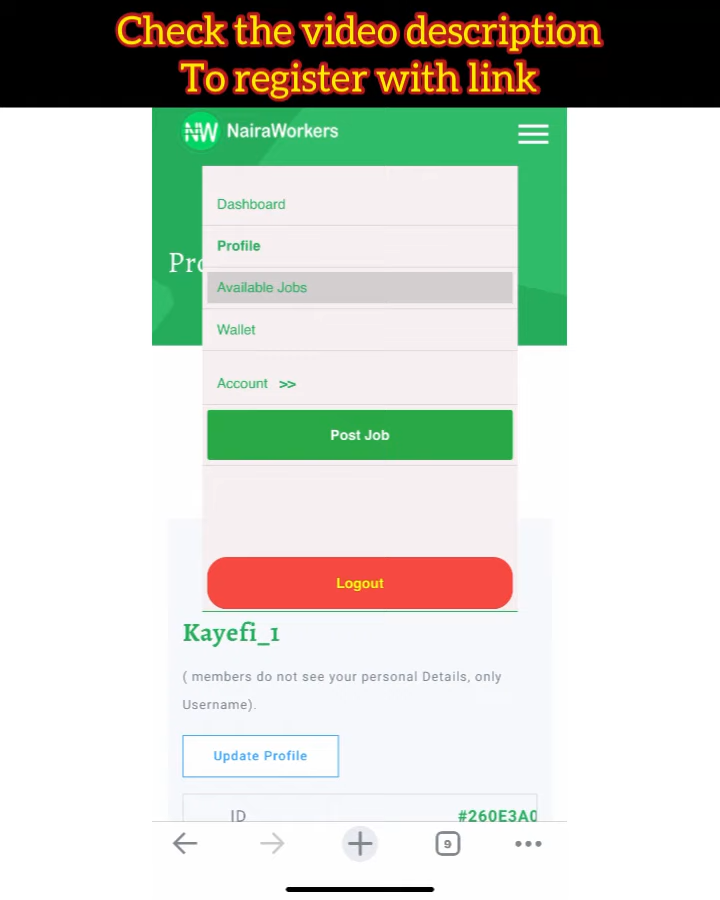 Check the video description
To register with link
NW NairaWorkers
Dashboard
Profile
Pro
Available Jobs
Wallet
Account >>
Post Job
Logout
Kayefi_1
( members do not see your personal Details, only
Username).
Update Profile
ID #260E3A0
9